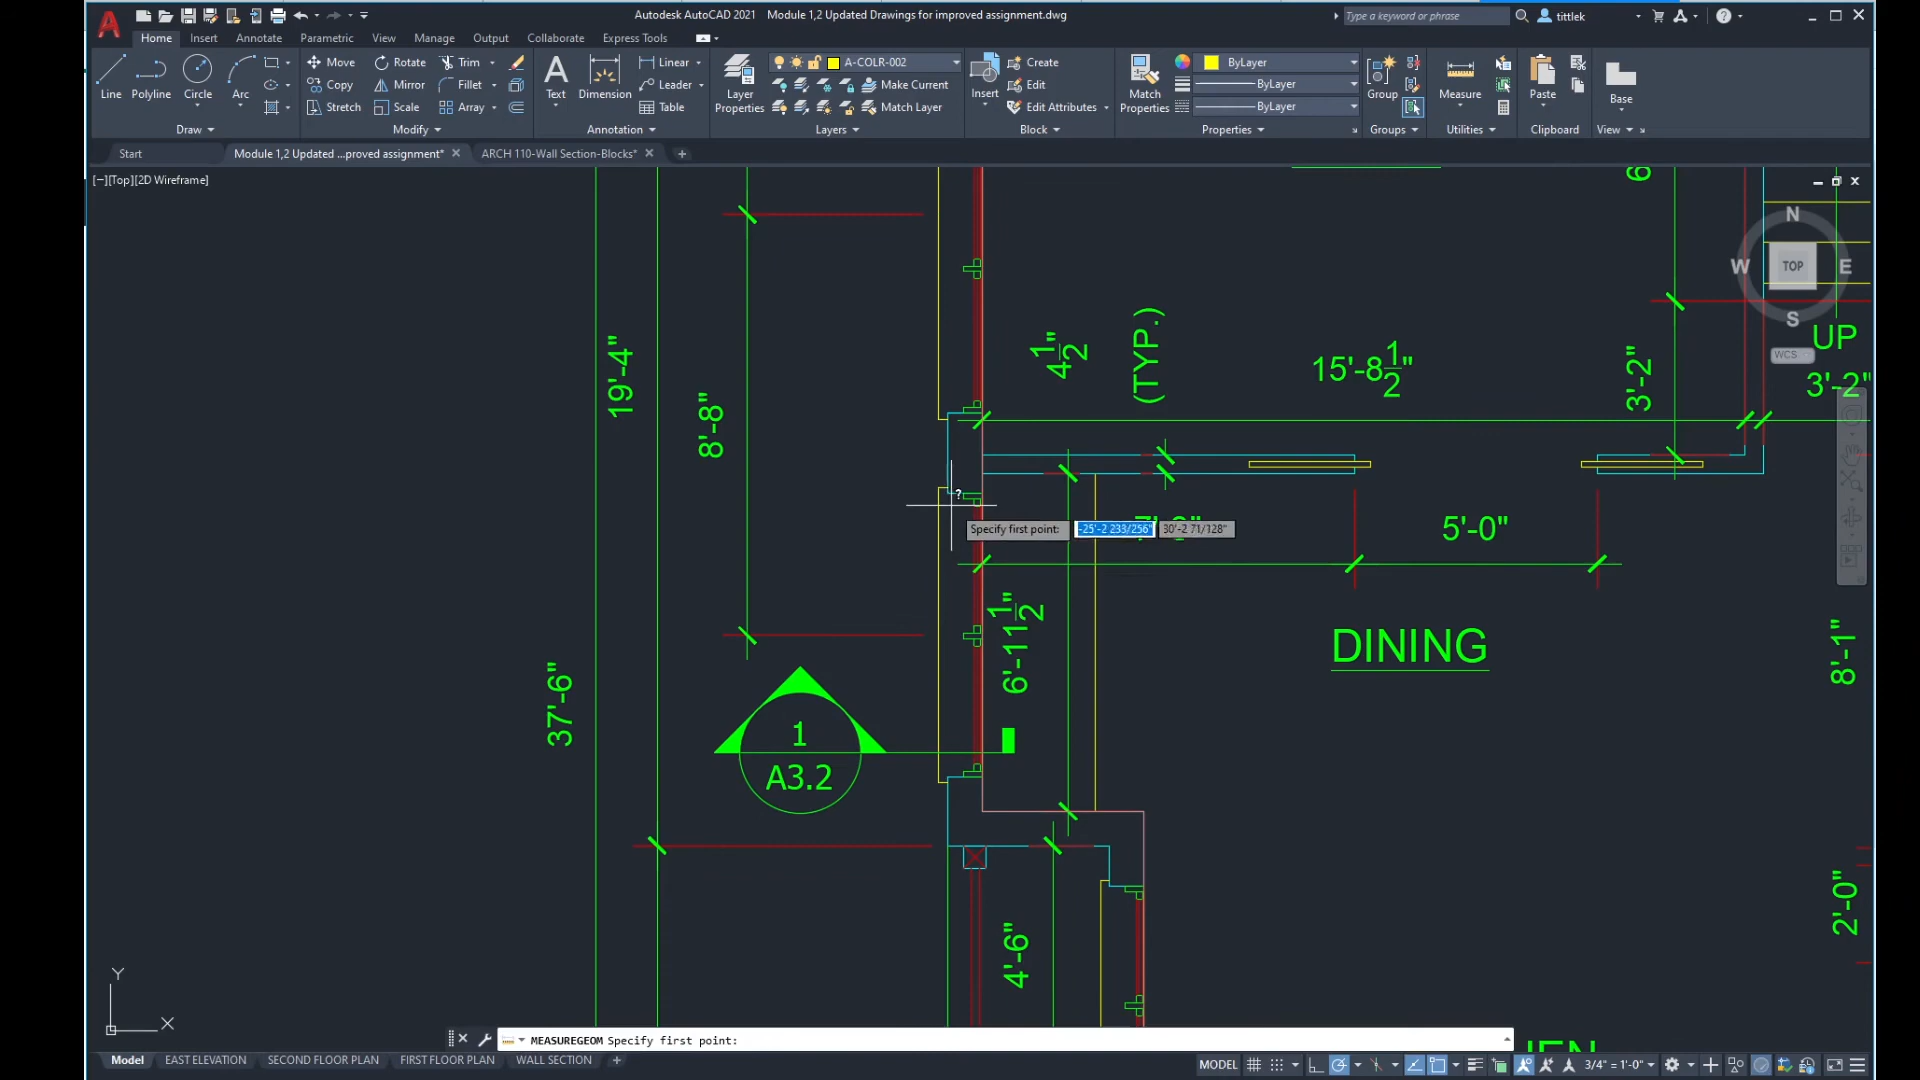 Autodesk AutoCAD 2021 Module 1,2 Updated Drawings for improved assignment.dwg
Type a keyword or phrase
tittlek
Home Insert Annotate Parametric View Manage Output Collaborate Express Tools
Line Polyline Circle Arc
Move Rotate Trim
Copy Mirror Fillet
Stretch Scale Array
Text Dimension
Linear
Leader
Table
Layer Properties
A-COLR-002
Make Current
Match Layer
Insert
Create
Edit
Edit Attributes
Match Properties
ByLayer
ByLayer
ByLayer
Group
Measure
Paste
Base
Draw Modify Annotation Layers Block Properties Groups Utilities Clipboard View
Start Module 1,2 Updated ...proved assignment* ARCH 110-Wall Section-Blocks*
[−][Top][2D Wireframe]
N
W TOP E
S
WCS
6
UP
3'-2"
3'-2"
19'-4"
8'-8"
4 1/2"
(TYP.)
15'-8 1/2"
?
Specify first point: -25'-2 233/256" 30'-2 71/128"
5'-0"
6'-11 1/2"
DINING
8'-1"
37'-6"
1
A3.2
2'-0"
4'-6"
Y
X
MEASUREGEOM Specify first point:
Model EAST ELEVATION SECOND FLOOR PLAN FIRST FLOOR PLAN WALL SECTION
MODEL 3/4" = 1'-0"